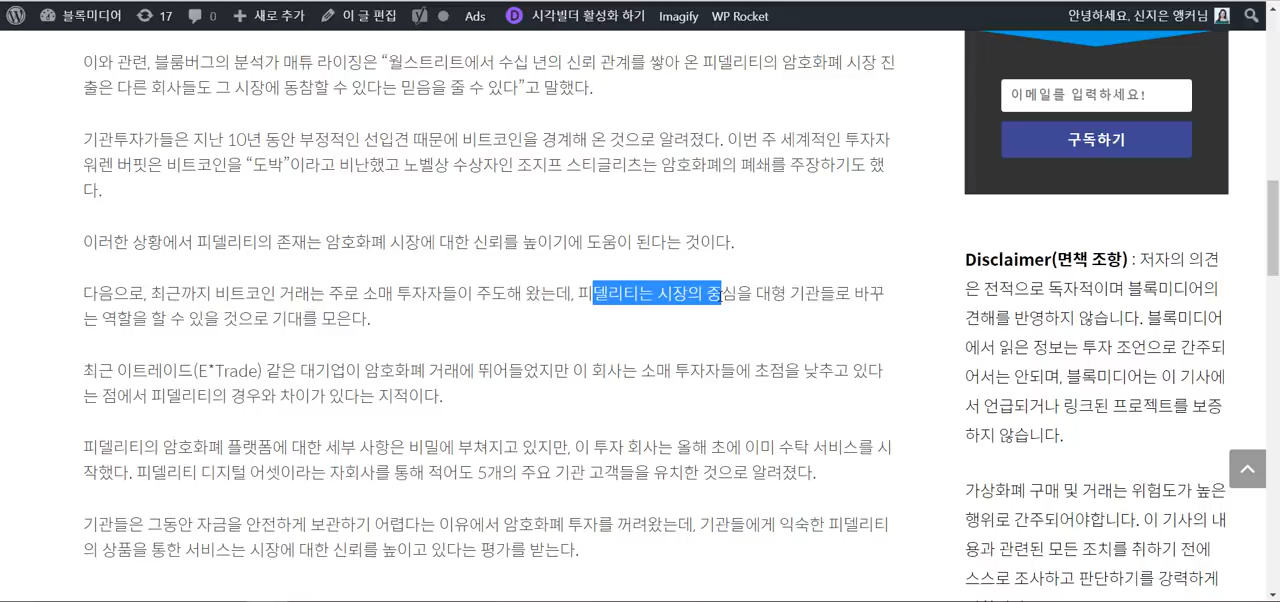 블록미디어 17 0 새로 추가 이 글 편집 Ads 시각빌더 활성화 하기 Imagify WP Rocket 안녕하세요, 신지은 앵커님
이와 관련, 블룸버그의 분석가 매튜 라이징은 “월스트리트에서 수십 년의 신뢰 관계를 쌓아 온 피델리티의 암호화폐 시장 진
출은 다른 회사들도 그 시장에 동참할 수 있다는 믿음을 줄 수 있다”고 말했다.
기관투자가들은 지난 10년 동안 부정적인 선인견 때문에 비트코인을 경계해 온 것으로 알려졌다. 이번 주 세계적인 투자자
워렌 버핏은 비트코인을 “도박”이라고 비난했고 노벨상 수상자인 조지프 스티글리츠는 암호화폐의 폐쇄를 주장하기도 했
다.
이러한 상황에서 피델리티의 존재는 암호화폐 시장에 대한 신뢰를 높이기에 도움이 된다는 것이다.
다음으로, 최근까지 비트코인 거래는 주로 소매 투자자들이 주도해 왔는데, 피델리티는 시장의 중심을 대형 기관들로 바꾸
는 역할을 할 수 있을 것으로 기대를 모은다.
최근 이트레이드(E*Trade) 같은 대기업이 암호화폐 거래에 뛰어들었지만 이 회사는 소매 투자자들에 초점을 낮추고 있다
는 점에서 피델리티의 경우와 차이가 있다는 지적이다.
피델리티의 암호화폐 플랫폼에 대한 세부 사항은 비밀에 부쳐지고 있지만, 이 투자 회사는 올해 초에 이미 수탁 서비스를 시
작했다. 피델리티 디지털 어셋이라는 자회사를 통해 적어도 5개의 주요 기관 고객들을 유치한 것으로 알려졌다.
기관들은 그동안 자금을 안전하게 보관하기 어렵다는 이유에서 암호화폐 투자를 꺼려왔는데, 기관들에게 익숙한 피델리티
의 상품을 통한 서비스는 시장에 대한 신뢰를 높이고 있다는 평가를 받는다.
이메일를 입력하세요!
구독하기
Disclaimer(면책 조항) : 저자의 의견
은 전적으로 독자적이며 블록미디어의
견해를 반영하지 않습니다. 블록미디어
에서 읽은 정보는 투자 조언으로 간주되
어서는 안되며, 블록미디어는 이 기사에
서 언급되거나 링크된 프로젝트를 보증
하지 않습니다.
가상화폐 구매 및 거래는 위험도가 높은
행위로 간주되어야합니다. 이 기사의 내
용과 관련된 모든 조치를 취하기 전에
스스로 조사하고 판단하기를 강력하게